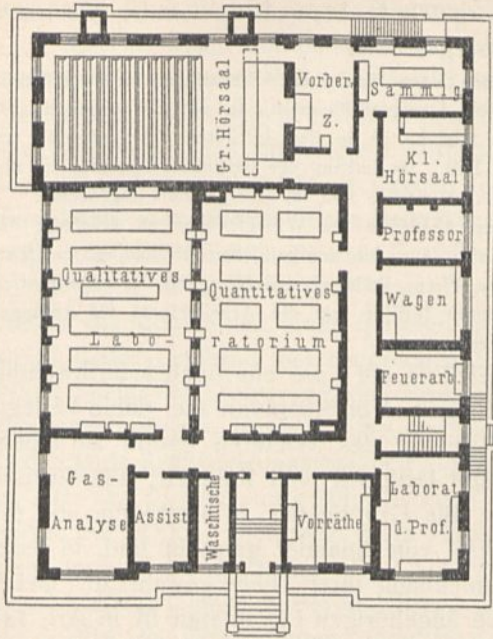 Gr. Hörsaal
Vorber.
Z.
Sammlg.
Kl.
Hörsaal
Professor
Wagen
Feuerarb.
Qualitatives
Quantitatives
Labo-
ratorium
Gas-
Analyse
Assist.
Waschtische
Vorräthe
Laborat.
d. Prof.